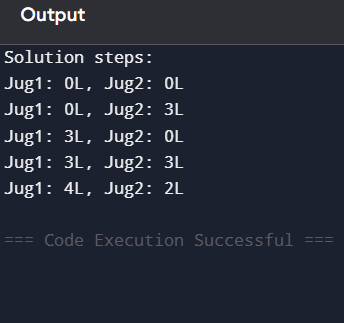 Output
Solution steps:
Jug1: 0L, Jug2: 0L
Jug1: 0L, Jug2: 3L
Jug1: 3L, Jug2: 0L
Jug1: 3L, Jug2: 3L
Jug1: 4L, Jug2: 2L
=== Code Execution Successful ===